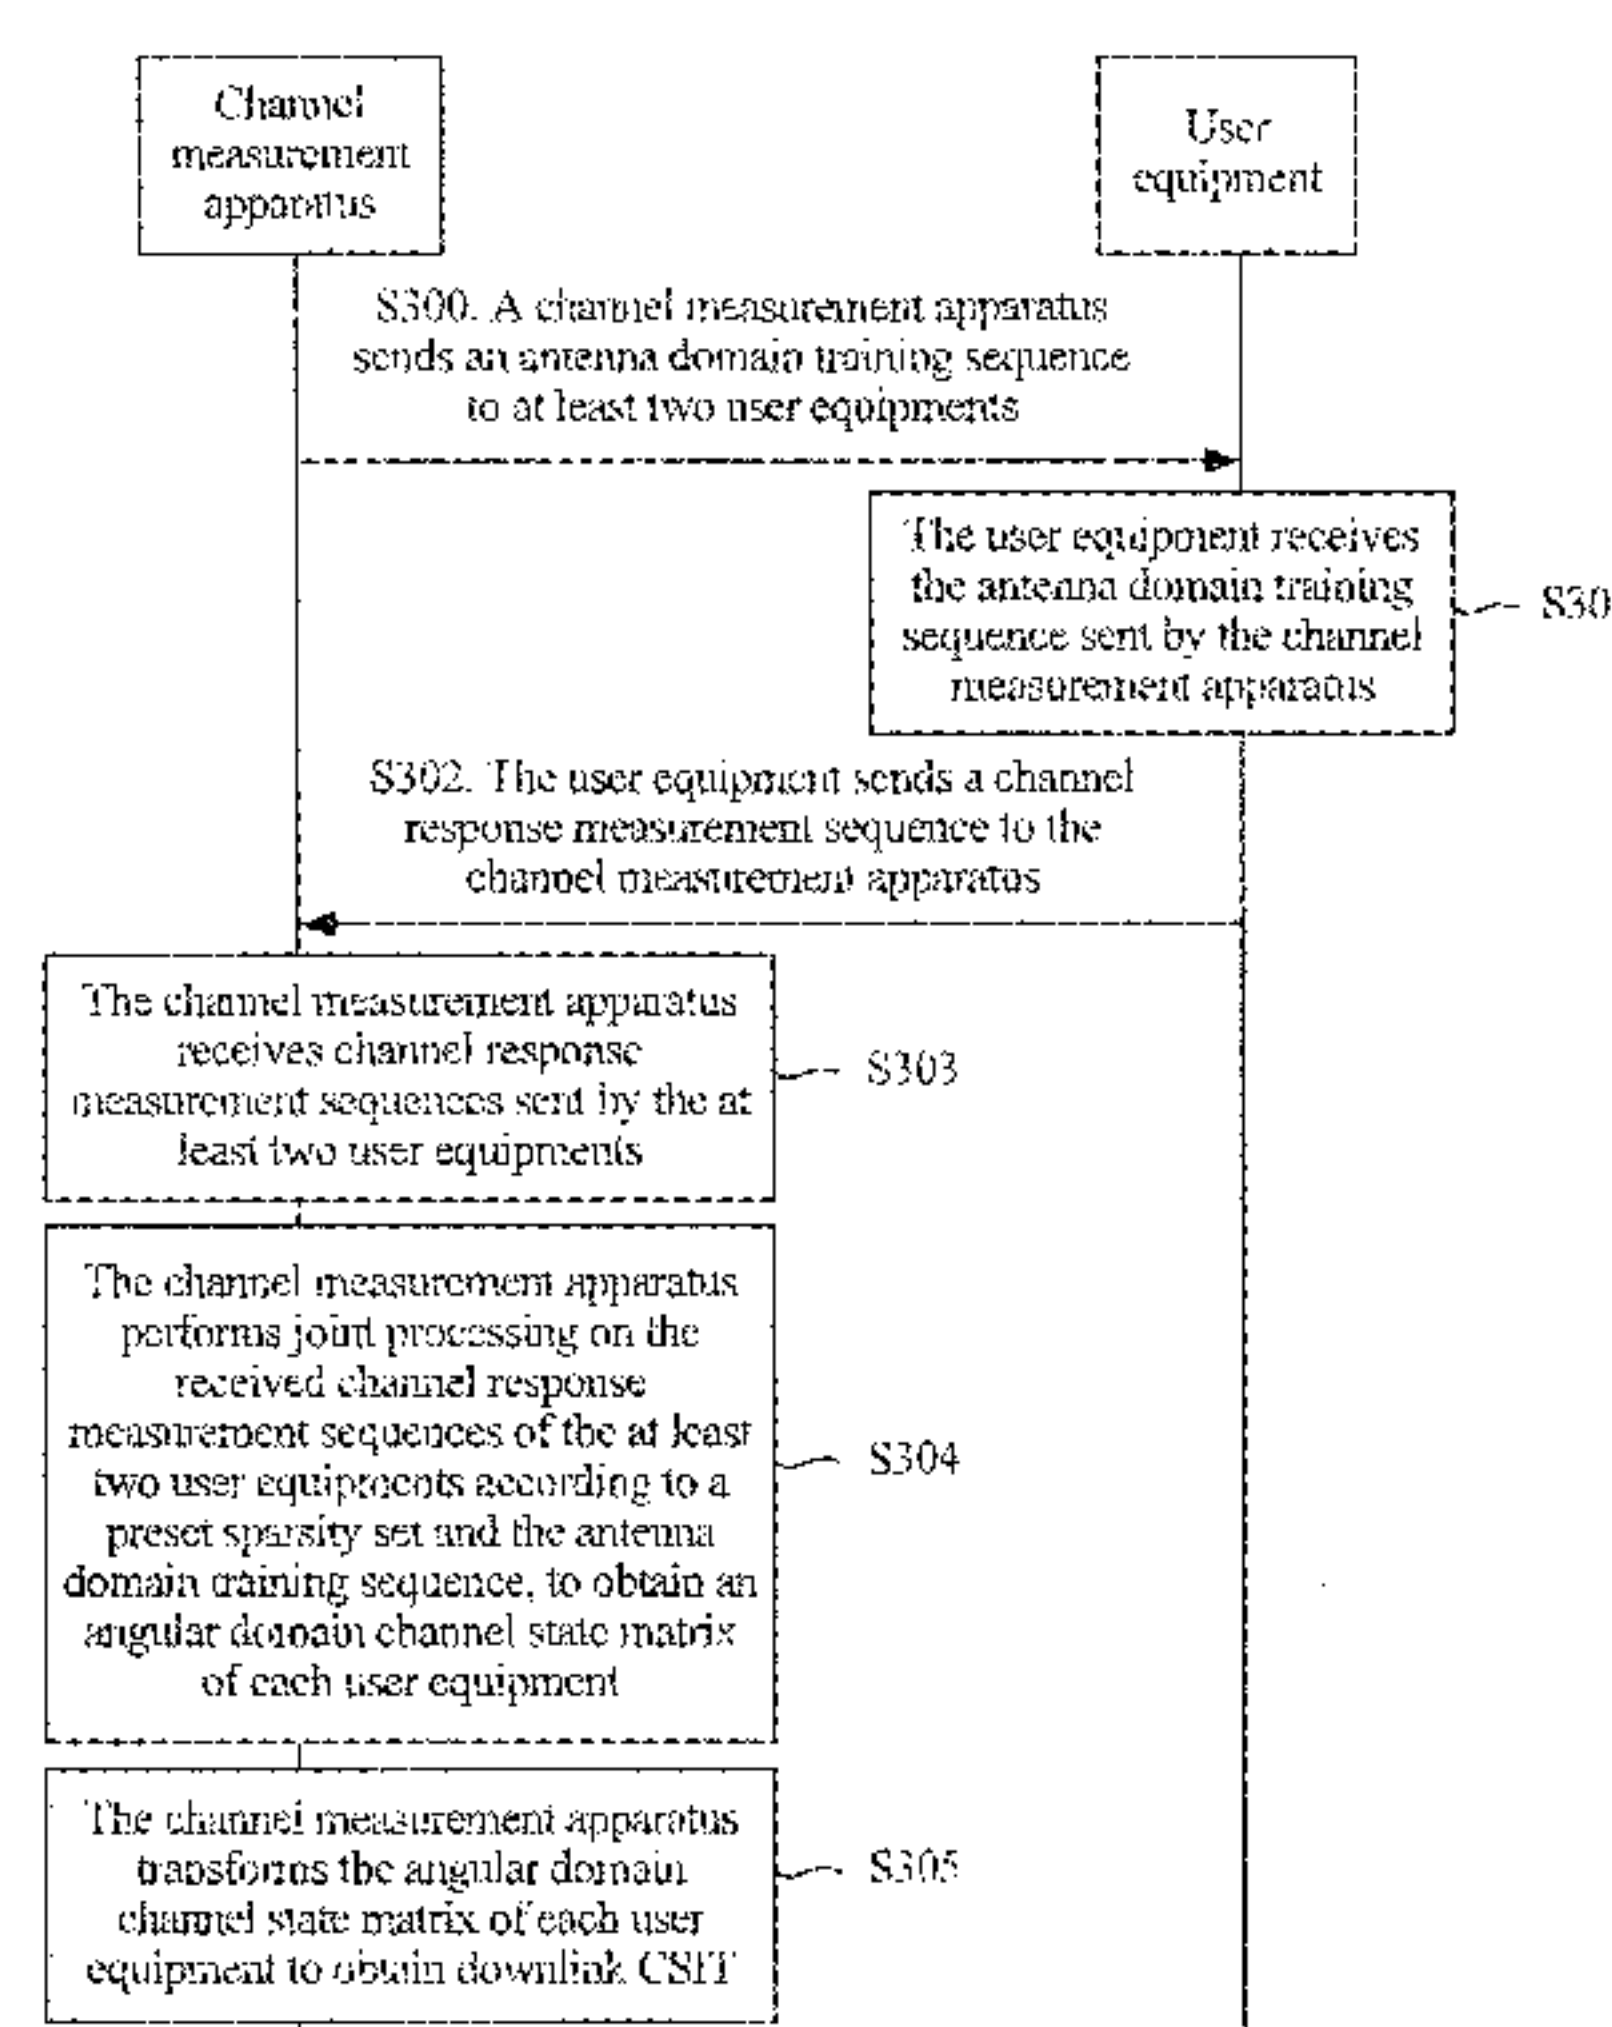 Channel
measurement
apparatus
User
equipment
S300. A channel measurement apparatus
sends an antenna domain training sequence
to at least two user equipments
The user equipment receives
the antenna domain training
sequence sent by the channel
measurement apparatus
S30
S302. The user equipment sends a channel
response measurement sequence to the
channel measurement apparatus
The channel measurement apparatus
receives channel response
measurement sequences sent by the at
least two user equipments
S303
The channel measurement apparatus
performs joint processing on the
received channel response
measurement sequences of the at least
two user equipments according to a
preset sparsity set and the antenna
domain training sequence, to obtain an
angular domain channel state matrix
of each user equipment
S304
The channel measurement apparatus
transforms the angular domain
channel state matrix of each user
equipment to obtain downlink CSIT
S305